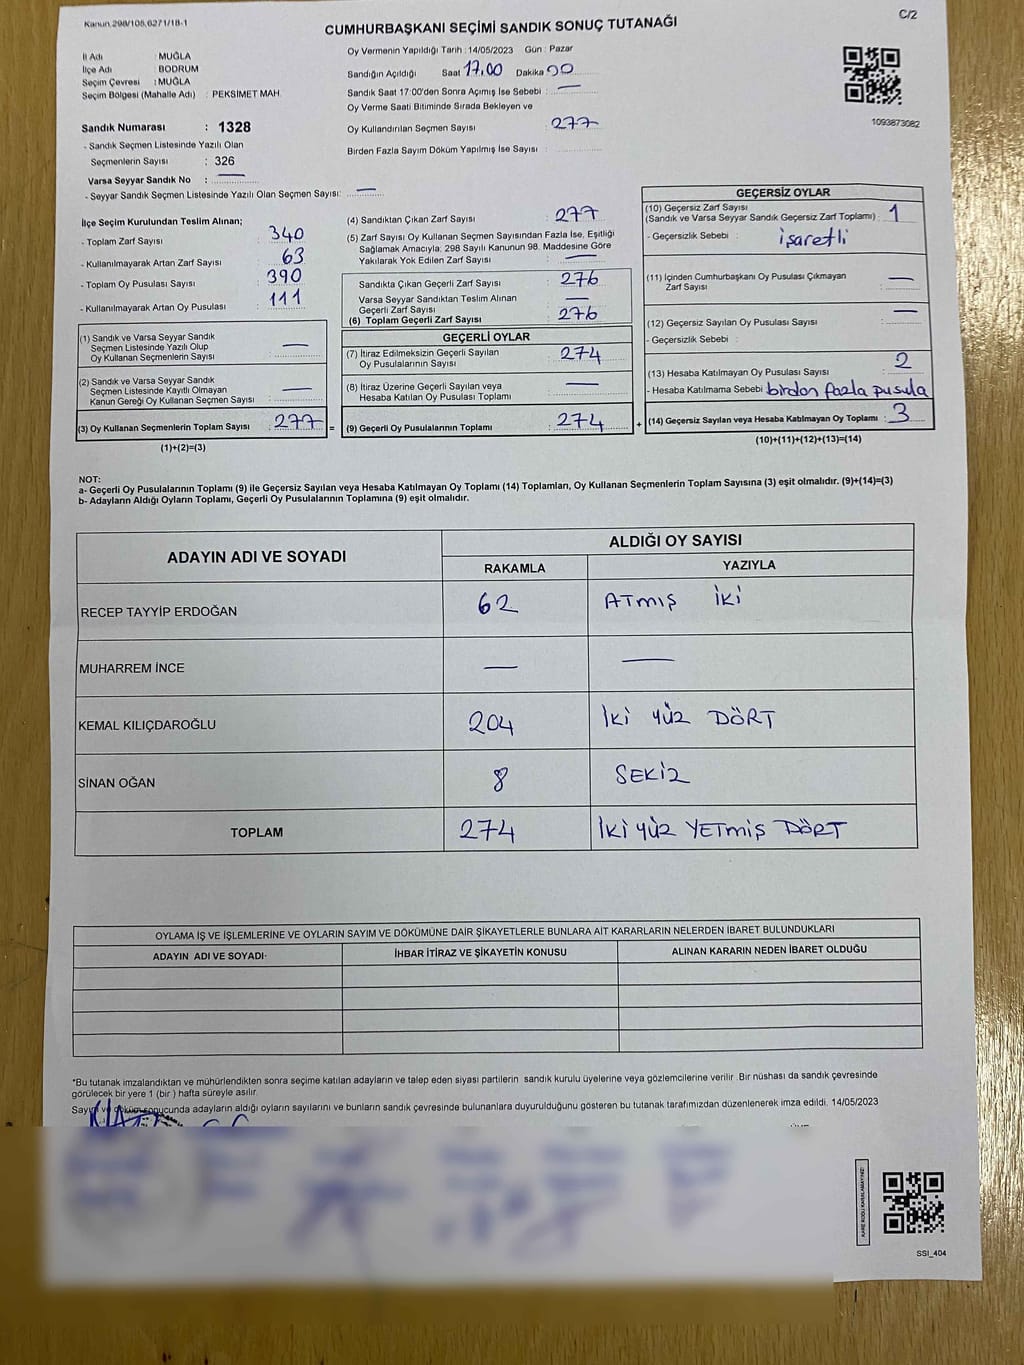 Kanun.298/105,6271/18-1
C/2
CUMHURBAŞKANI SEÇİMİ SANDIK SONUÇ TUTANAĞI
İl Adı : MUĞLA
İlçe Adı : BODRUM
Seçim Çevresi : MUĞLA
Seçim Bölgesi (Mahalle Adı) : PEKSİMET MAH.
Oy Vermenin Yapıldığı Tarih : 14/05/2023 Gün : Pazar
Sandığın Açıldığı Saat 17.00 Dakika 00
Sandık Saat 17:00'den Sonra Açılmış İse Sebebi : —
Oy Verme Saati Bitiminde Sırada Bekleyen ve
Oy Kullandırılan Seçmen Sayısı : 277
Birden Fazla Sayım Döküm Yapılmış İse Sayısı :
1093873082
Sandık Numarası : 1328
- Sandık Seçmen Listesinde Yazılı Olan
Seçmenlerin Sayısı : 326
Varsa Seyyar Sandık No : —
- Seyyar Sandık Seçmen Listesinde Yazılı Olan Seçmen Sayısı: —
İlçe Seçim Kurulundan Teslim Alınan;
- Toplam Zarf Sayısı : 340
- Kullanılmayarak Artan Zarf Sayısı : 63
- Toplam Oy Pusulası Sayısı : 390
- Kullanılmayarak Artan Oy Pusulası : 111
(1) Sandık ve Varsa Seyyar Sandık
Seçmen Listesinde Yazılı Olup
Oy Kullanan Seçmenlerin Sayısı : —
(2) Sandık ve Varsa Seyyar Sandık
Seçmen Listesinde Kayıtlı Olmayan
Kanun Gereği Oy Kullanan Seçmen Sayısı : —
(3) Oy Kullanan Seçmenlerin Toplam Sayısı : 277 =
(1)+(2)=(3)
(4) Sandıktan Çıkan Zarf Sayısı : 277
(5) Zarf Sayısı Oy Kullanan Seçmen Sayısından Fazla İse, Eşitliği
Sağlamak Amacıyla; 298 Sayılı Kanunun 98. Maddesine Göre
Yakılarak Yok Edilen Zarf Sayısı : —
Sandıkta Çıkan Geçerli Zarf Sayısı : 276
Varsa Seyyar Sandıktan Teslim Alınan
Geçerli Zarf Sayısı : —
(6) Toplam Geçerli Zarf Sayısı : 276
GEÇERLİ OYLAR
(7) İtiraz Edilmeksizin Geçerli Sayılan
Oy Pusulalarının Sayısı : 274
(8) İtiraz Üzerine Geçerli Sayılan veya
Hesaba Katılan Oy Pusulası Toplamı : —
(9) Geçerli Oy Pusulalarının Toplamı : 274 +
GEÇERSİZ OYLAR
(10) Geçersiz Zarf Sayısı
(Sandık ve Varsa Seyyar Sandık Geçersiz Zarf Toplamı) : 1
- Geçersizlik Sebebi : işaretli
(11) İçinden Cumhurbaşkanı Oy Pusulası Çıkmayan
Zarf Sayısı : —
(12) Geçersiz Sayılan Oy Pusulası Sayısı : —
- Geçersizlik Sebebi :
(13) Hesaba Katılmayan Oy Pusulası Sayısı : 2
- Hesaba Katılmama Sebebi : birden fazla pusula
(14) Geçersiz Sayılan veya Hesaba Katılmayan Oy Toplamı : 3
(10)+(11)+(12)+(13)=(14)
NOT:
a- Geçerli Oy Pusulalarının Toplamı (9) ile Geçersiz Sayılan veya Hesaba Katılmayan Oy Toplamı (14) Toplamları, Oy Kullanan Seçmenlerin Toplam Sayısına (3) eşit olmalıdır. (9)+(14)=(3)
b- Adayların Aldığı Oyların Toplamı, Geçerli Oy Pusulalarının Toplamına (9) eşit olmalıdır.
ADAYIN ADI VE SOYADI
ALDIĞI OY SAYISI
RAKAMLA YAZIYLA
RECEP TAYYİP ERDOĞAN 62 ATMIŞ İKİ
MUHARREM İNCE — —
KEMAL KILIÇDAROĞLU 204 İKİ YÜZ DÖRT
SİNAN OĞAN 8 SEKİZ
TOPLAM 274 İKİ YÜZ YETMİŞ DÖRT
OYLAMA İŞ VE İŞLEMLERİNE VE OYLARIN SAYIM VE DÖKÜMÜNE DAİR ŞİKAYETLERLE BUNLARA AİT KARARLARIN NELERDEN İBARET BULUNDUKLARI
ADAYIN ADI VE SOYADI İHBAR İTİRAZ VE ŞİKAYETİN KONUSU ALINAN KARARIN NEDEN İBARET OLDUĞU
*Bu tutanak imzalandıktan ve mühürlendikten sonra seçime katılan adayların ve talep eden siyasi partilerin sandık kurulu üyelerine veya gözlemcilerine verilir .Bir nüshası da sandık çevresinde
görülecek bir yere 1 (bir ) hafta süreyle asılır.
Sayım ve döküm sonucunda adayların aldığı oyların sayılarını ve bunların sandık çevresinde bulunanlara duyurulduğunu gösteren bu tutanak tarafımızdan düzenlenerek imza edildi. 14/05/2023
KARE KODU KARALAMAYINIZ!
SSI_404